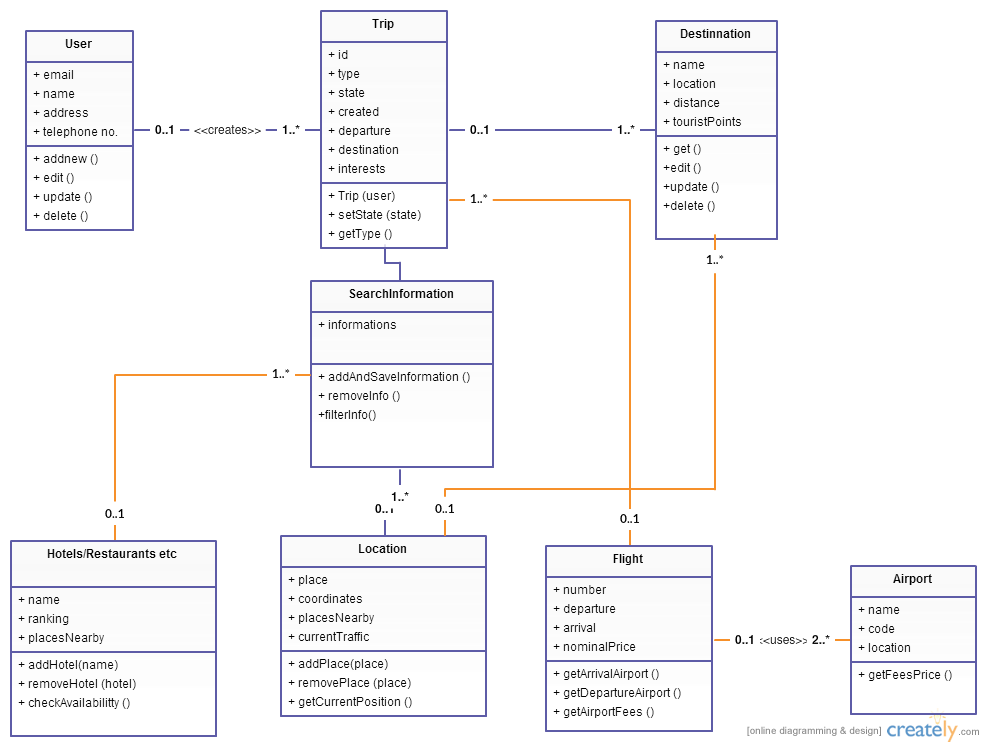 User
+ email
+ name
+ address
+ telephone no.
+ addnew ()
+ edit ()
+ update ()
+ delete ()
0..1
<<creates>>
1..*
Trip
+ id
+ type
+ state
+ created
+ departure
+ destination
+ interests
+ Trip (user)
+ setState (state)
+ getType ()
0..1
1..*
Destinnation
+ name
+ location
+ distance
+ touristPoints
+ get ()
+edit ()
+update ()
+delete ()
1..*
1..*
SearchInformation
+ informations
+ addAndSaveInformation ()
+ removeInfo ()
+filterInfo()
1..*
0..1
1..*
0..
0..1
0..1
Hotels/Restaurants etc
+ name
+ ranking
+ placesNearby
+ addHotel(name)
+ removeHotel (hotel)
+ checkAvailabilitty ()
Location
+ place
+ coordinates
+ placesNearby
+ currentTraffic
+ addPlace(place)
+ removePlace (place)
+ getCurrentPosition ()
Flight
+ number
+ departure
+ arrival
+ nominalPrice
+ getArrivalAirport ()
+ getDepartureAirport ()
+ getAirportFees ()
0..1
<uses>>
2..*
Airport
+ name
+ code
+ location
+ getFeesPrice ()
[online diagramming & design] creately.com